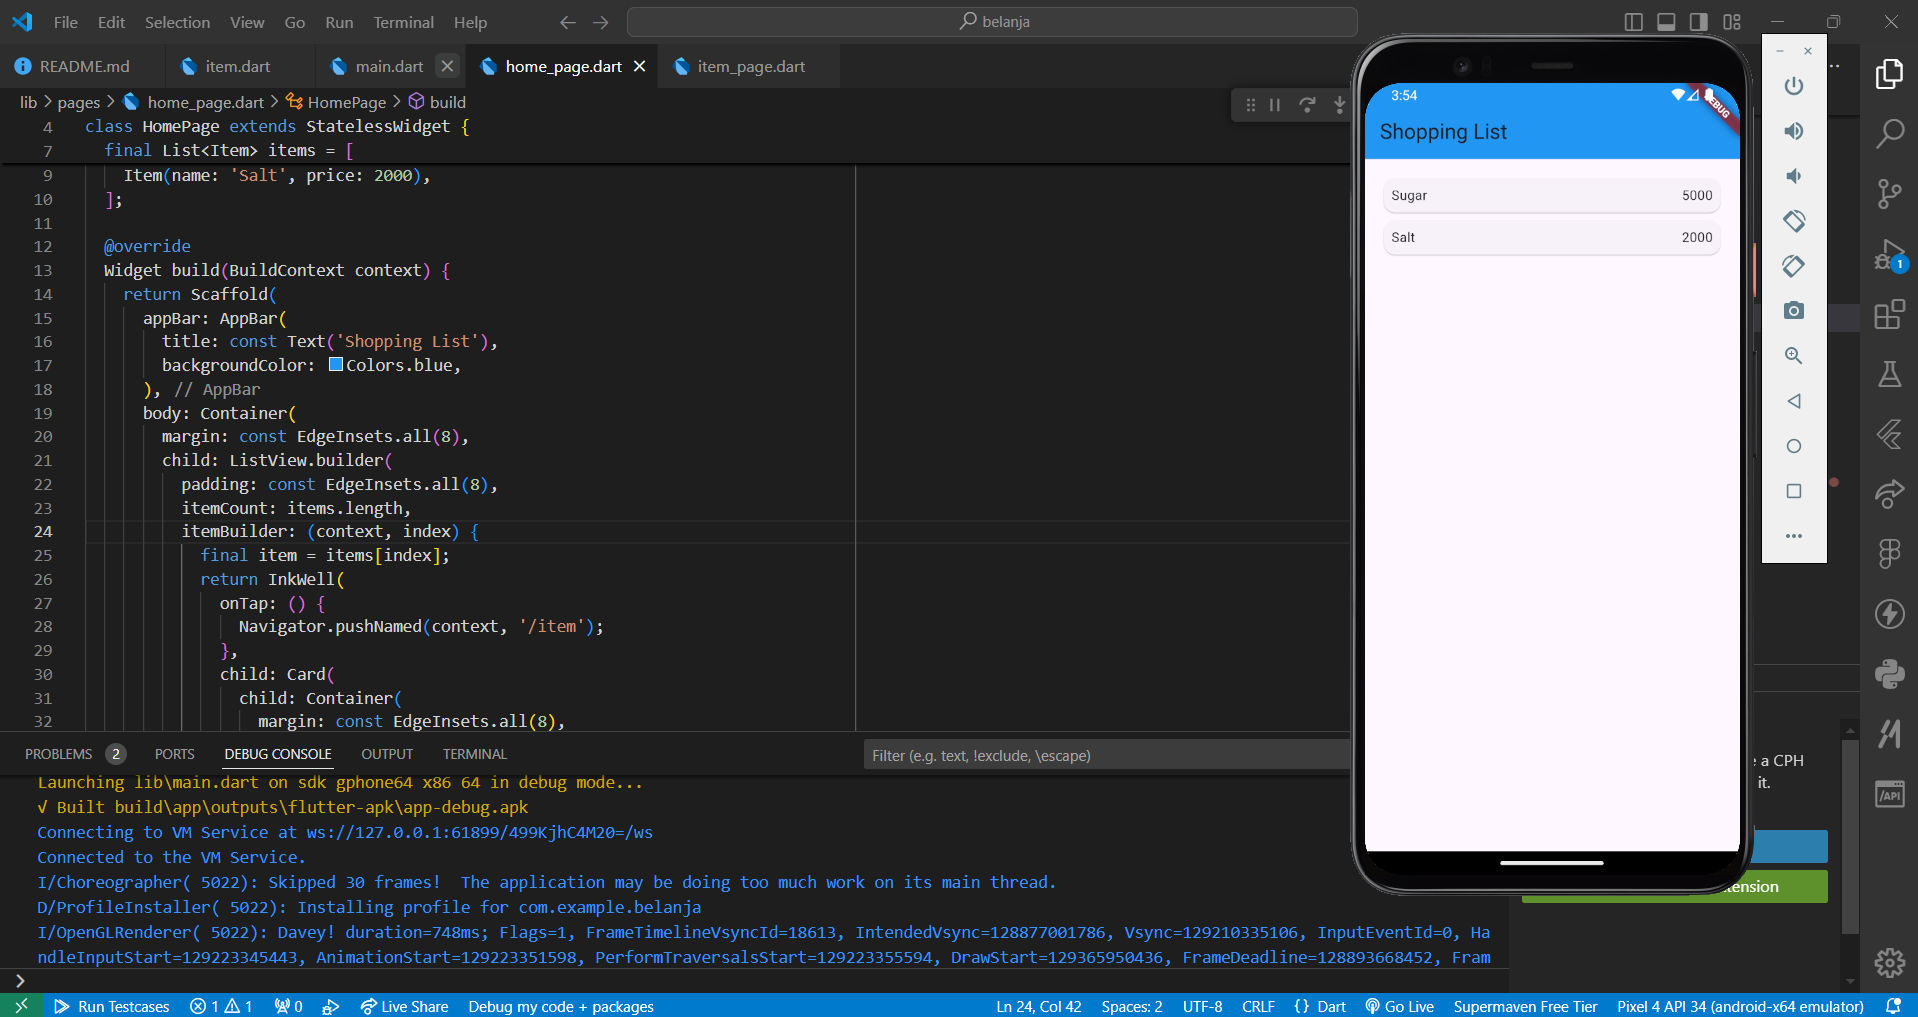 File Edit Selection View Go Run Terminal Help
belanja
README.md item.dart main.dart home_page.dart item_page.dart
lib > pages > home_page.dart > HomePage > build
4 class HomePage extends StatelessWidget {
7 final List<Item> items = [
9 Item(name: 'Salt', price: 2000),
10 ];
11
12 @override
13 Widget build(BuildContext context) {
14 return Scaffold(
15 appBar: AppBar(
16 title: const Text('Shopping List'),
17 backgroundColor: Colors.blue,
18 ), // AppBar
19 body: Container(
20 margin: const EdgeInsets.all(8),
21 child: ListView.builder(
22 padding: const EdgeInsets.all(8),
23 itemCount: items.length,
24 itemBuilder: (context, index) {
25 final item = items[index];
26 return InkWell(
27 onTap: () {
28 Navigator.pushNamed(context, '/item');
29 },
30 child: Card(
31 child: Container(
32 margin: const EdgeInsets.all(8),
3:54
DEBUG
Shopping List
Sugar 5000
Salt 2000
1
/API
PROBLEMS 2 PORTS DEBUG CONSOLE OUTPUT TERMINAL
Filter (e.g. text, !exclude, \escape)
Launching lib\main.dart on sdk gphone64 x86 64 in debug mode...
√ Built build\app\outputs\flutter-apk\app-debug.apk
Connecting to VM Service at ws://127.0.0.1:61899/499KjhC4M20=/ws
Connected to the VM Service.
I/Choreographer( 5022): Skipped 30 frames!  The application may be doing too much work on its main thread.
D/ProfileInstaller( 5022): Installing profile for com.example.belanja
I/OpenGLRenderer( 5022): Davey! duration=748ms; Flags=1, FrameTimelineVsyncId=18613, IntendedVsync=128877001786, Vsync=129210335106, InputEventId=0, Ha
ndleInputStart=129223345443, AnimationStart=129223351598, PerformTraversalsStart=129223355594, DrawStart=129365950436, FrameDeadline=128893668452, Fram
a CPH
it.
tension
Run Testcases 1 1 0 Live Share Debug my code + packages Ln 24, Col 42 Spaces: 2 UTF-8 CRLF {} Dart Go Live Supermaven Free Tier Pixel 4 API 34 (android-x64 emulator)